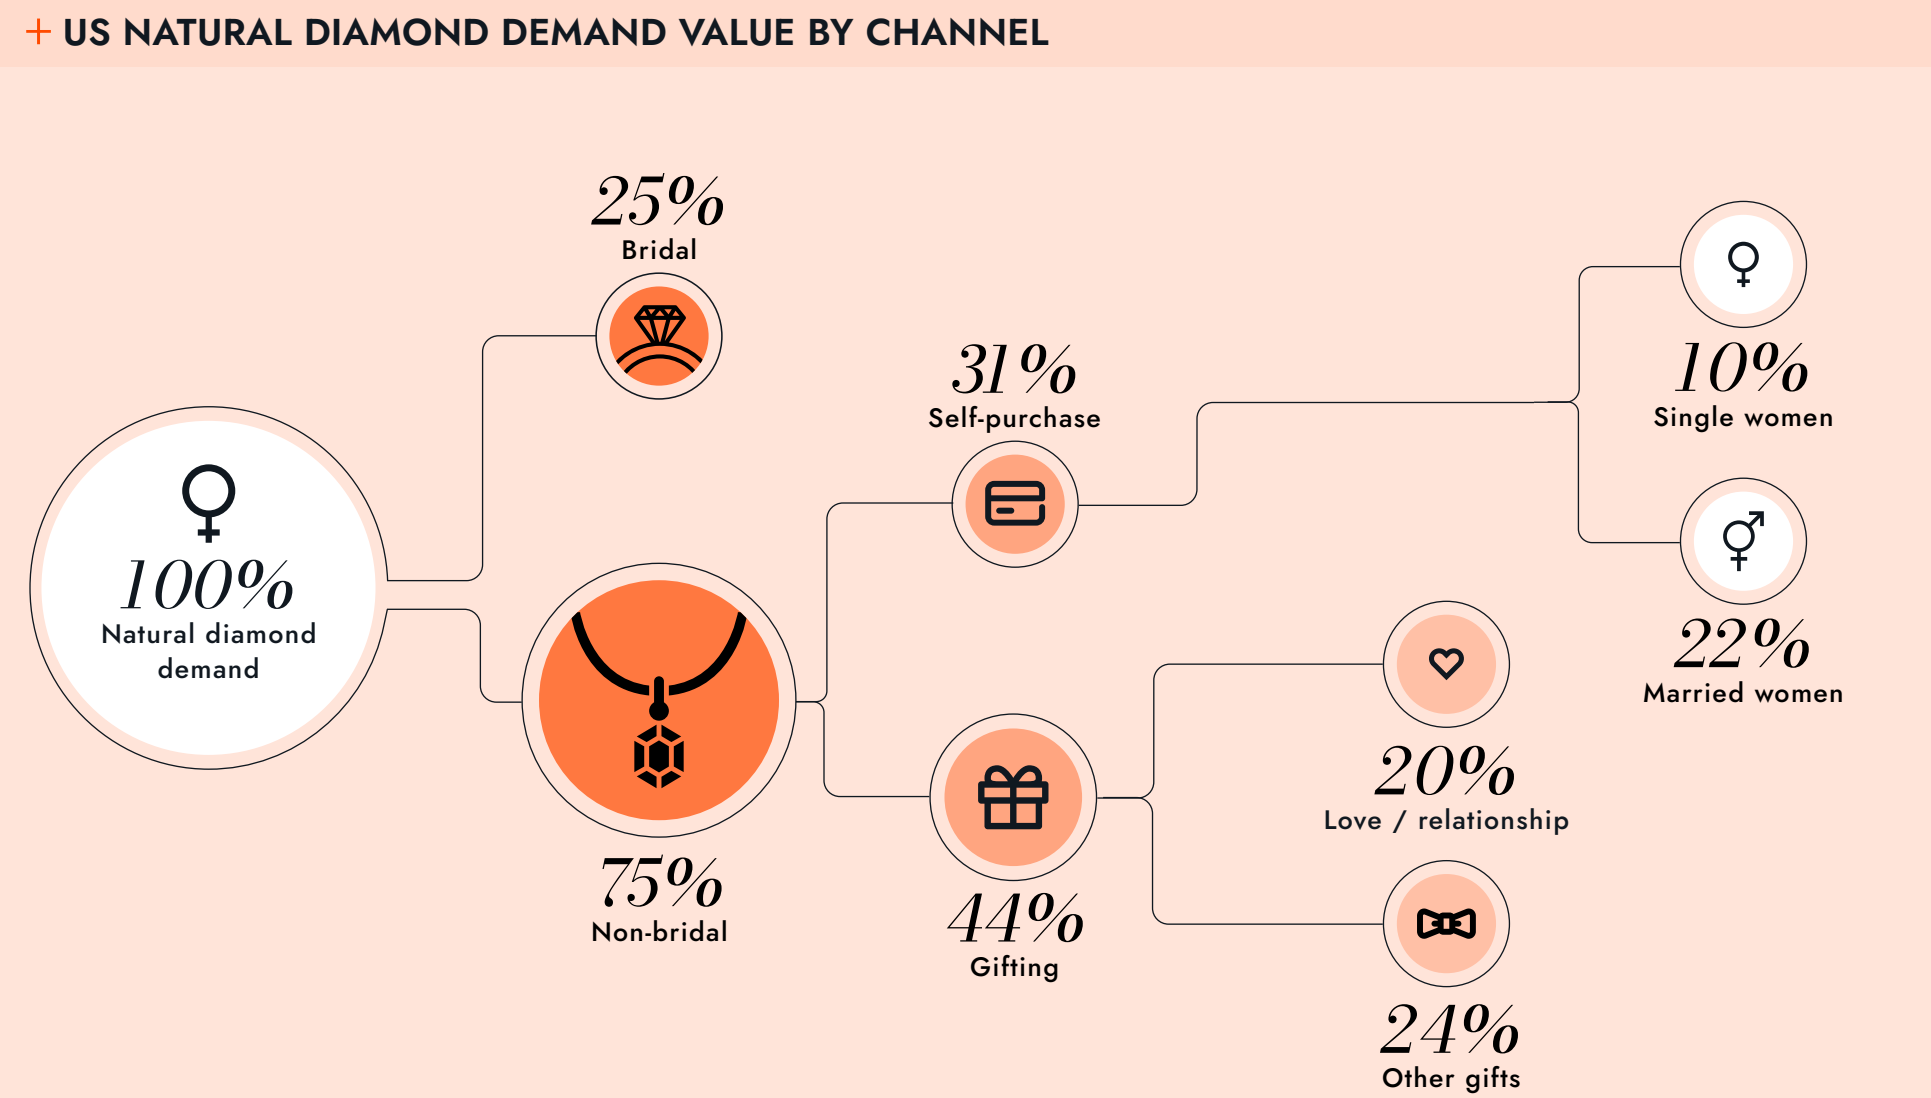 + US NATURAL DIAMOND DEMAND VALUE BY CHANNEL
100%
Natural diamond
demand
25%
Bridal
75%
Non-bridal
31%
Self-purchase
44%
Gifting
10%
Single women
22%
Married women
20%
Love / relationship
24%
Other gifts